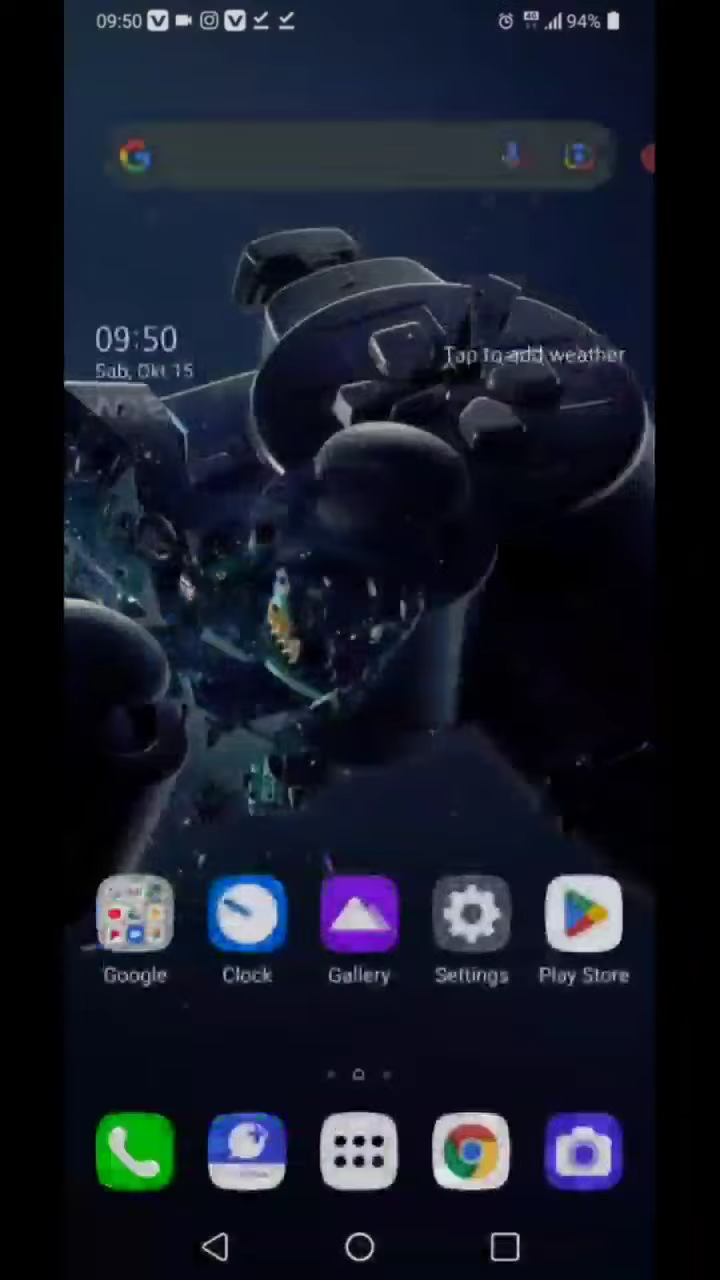 09:50
94%
09:50
Sab, Okt 15
Tap to add weather
Google
Clock
Gallery
Settings
Play Store